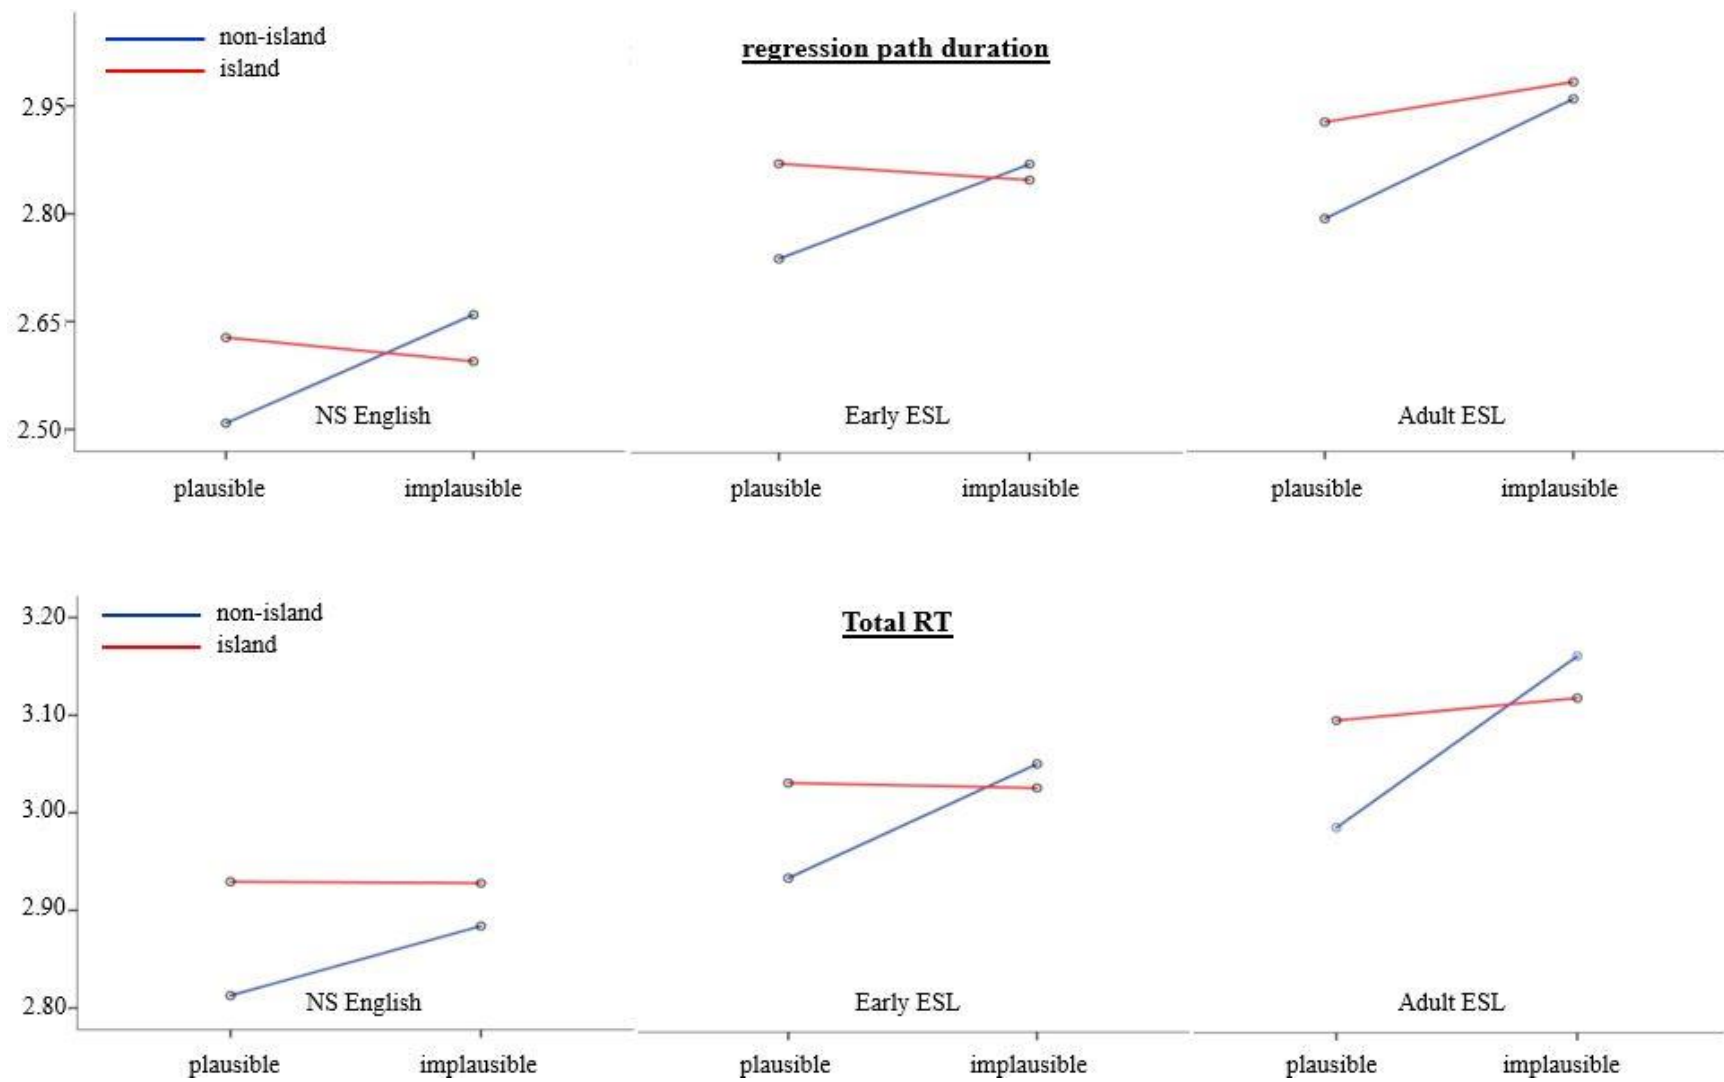 non-island
island
regression path duration
2.95
2.80
2.65
2.50
NS English
Early ESL
Adult ESL
plausible
implausible
plausible
implausible
plausible
implausible
non-island
island
Total RT
3.20
3.10
3.00
2.90
2.80
NS English
Early ESL
Adult ESL
plausible
implausible
plausible
implausible
plausible
implausible